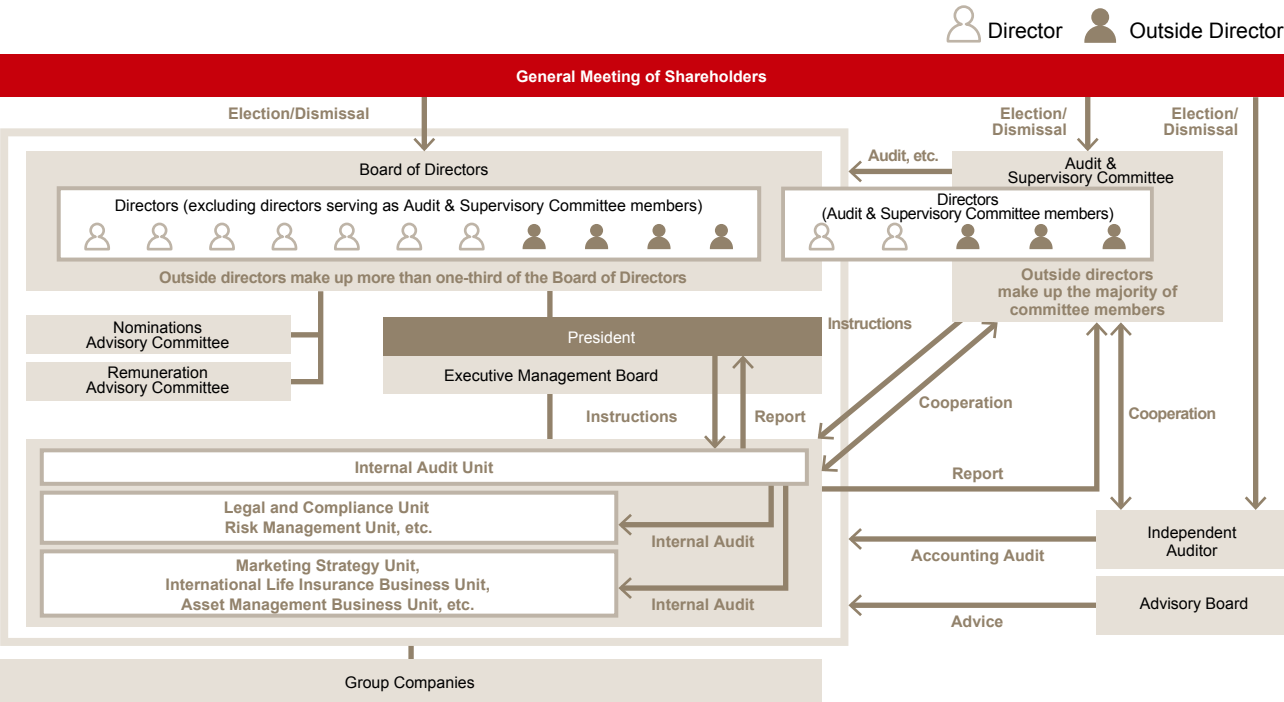 Director
Outside Director
General Meeting of Shareholders
Election/Dismissal
Election/
Dismissal
Election/
Dismissal
Board of Directors
Audit, etc.
Audit &
Supervisory Committee
Directors (excluding directors serving as Audit & Supervisory Committee members)
Directors
(Audit & Supervisory Committee members)
Outside directors make up more than one-third of the Board of Directors
Outside directors
make up the majority of
committee members
Nominations
Advisory Committee
Remuneration
Advisory Committee
President
Executive Management Board
Instructions
Instructions
Report
Cooperation
Cooperation
Internal Audit Unit
Report
Legal and Compliance Unit
Risk Management Unit, etc.
Internal Audit
Marketing Strategy Unit,
International Life Insurance Business Unit,
Asset Management Business Unit, etc.
Internal Audit
Accounting Audit
Independent
Auditor
Advice
Advisory Board
Group Companies